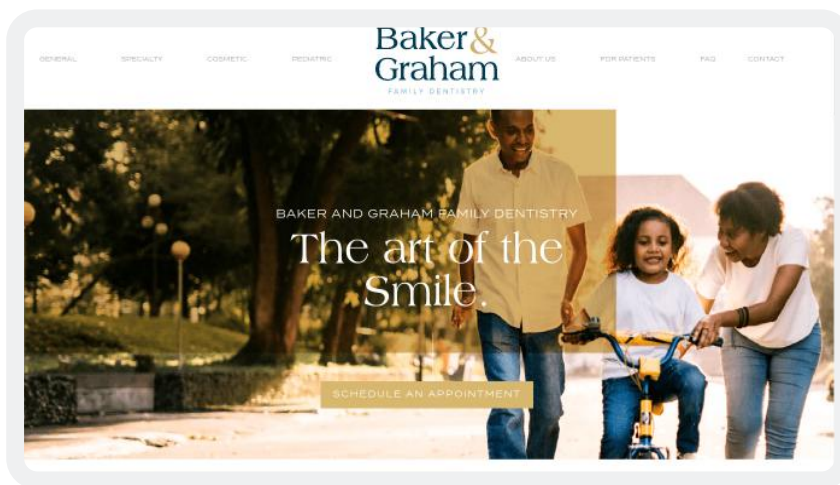 GENERAL SPECIALTY COSMETIC PEDIATRIC
Baker&
Graham
FAMILY DENTISTRY
ABOUT US FOR PATIENTS FAQ CONTACT
BAKER AND GRAHAM FAMILY DENTISTRY
The art of the
Smile.
SCHEDULE AN APPOINTMENT